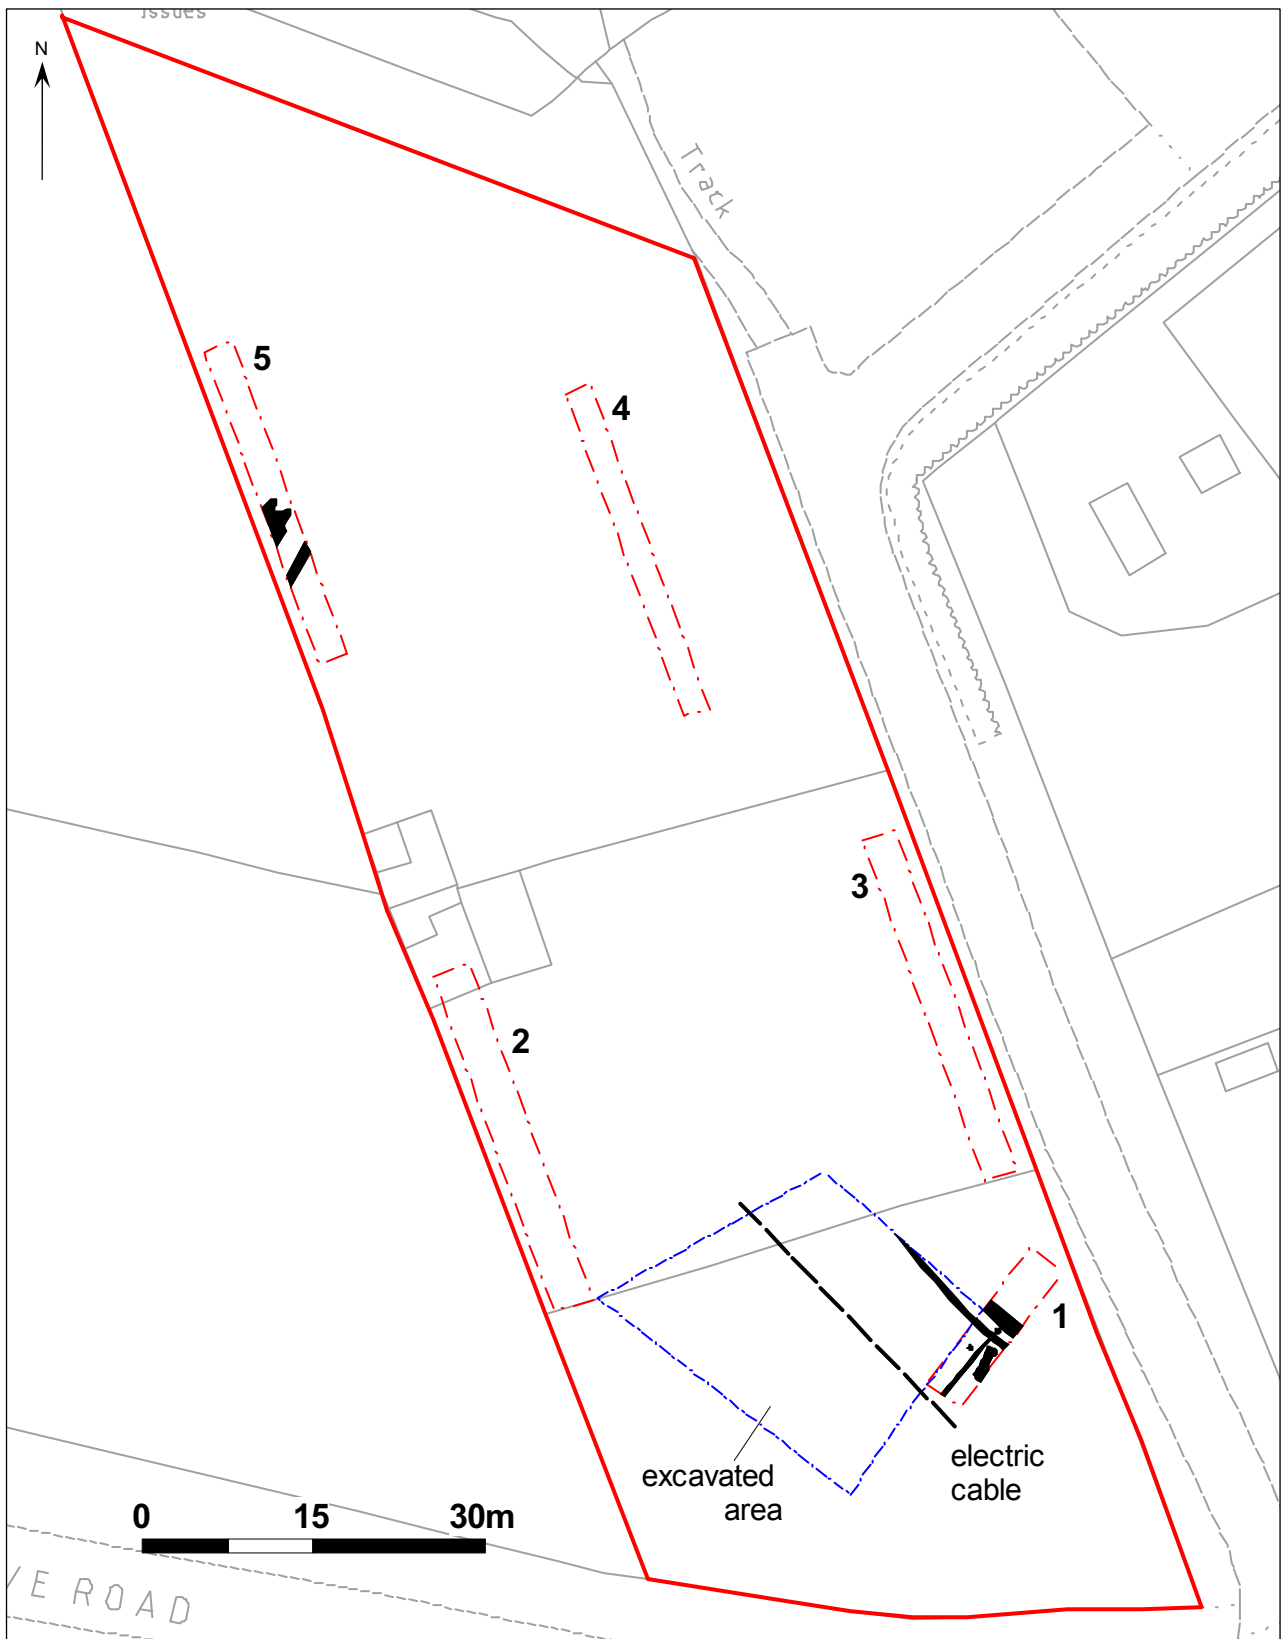 Issues
N
Track
5
4
3
2
1
excavated
area
electric
cable
0 15 30m
ROAD